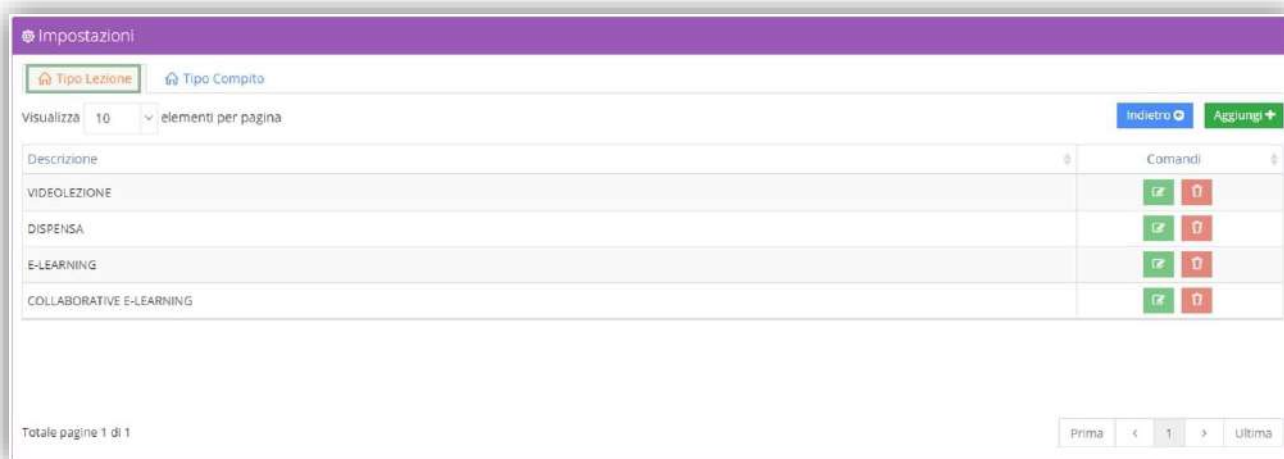 Impostazioni
Tipo Lezione Tipo Compito
Visualizza 10 elementi per pagina Indietro Aggiungi
Descrizione Comandi
VIDEOLEZIONE
DISPENSA
E-LEARNING
COLLABORATIVE E-LEARNING
Totale pagine 1 di 1 Prima < 1 > Ultima